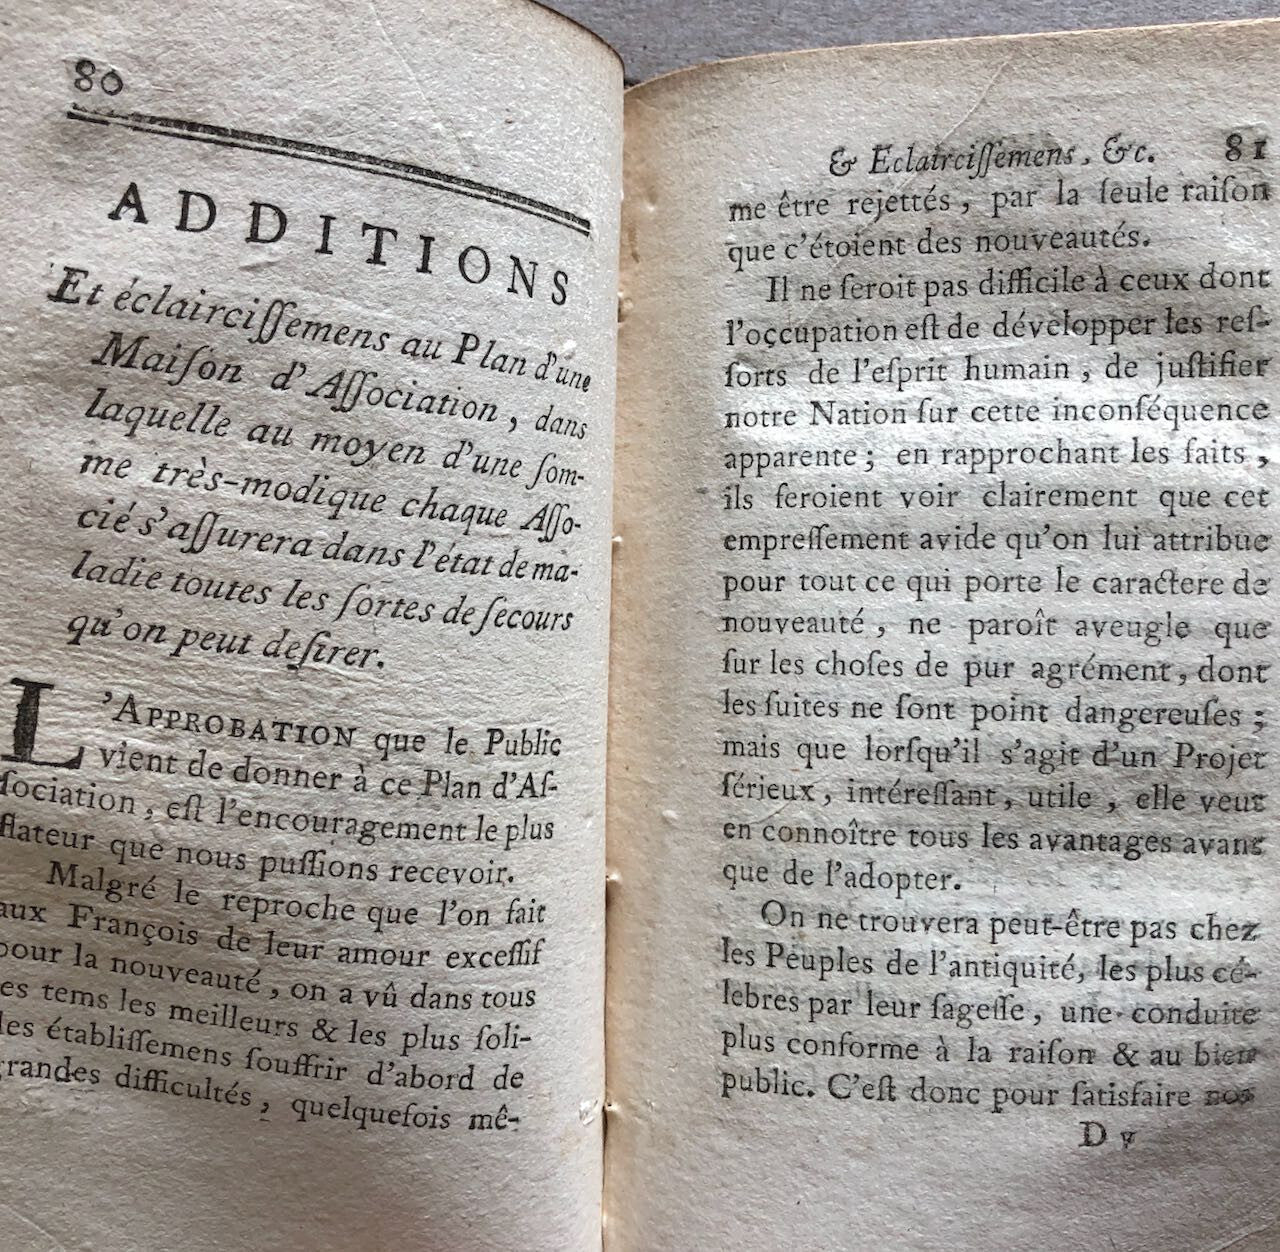 80
ADDITIONS
Et éclairciſſemens au Plan d'une
Maiſon d'Aſſociation, dans
laquelle au moyen d'une ſom-
me très-modique chaque Aſſo-
cié s'aſſurera dans l'état de ma-
ladie toutes les ſortes de ſecours
qu'on peut deſirer.
L'APPROBATION que le Public
vient de donner à ce Plan d'Aſ-
ſociation, eſt l'encouragement le plus
flateur que nous puſſions recevoir.
Malgré le reproche que l'on fait
aux François de leur amour exceſſif
pour la nouveauté, on a vû dans tous
les tems les meilleurs & les plus ſoli-
des établiſſemens ſouffrir d'abord de
grandes difficultés, quelquefois mê-
& Eclairciſſemens, &c. 81
me être rejettés, par la ſeule raiſon
que c'étoient des nouveautés.
Il ne ſeroit pas difficile à ceux dont
l'occupation eſt de développer les reſ-
ſorts de l'eſprit humain, de juſtifier
notre Nation ſur cette inconſéquence
apparente; en rapprochant les faits,
ils feroient voir clairement que cet
empreſſement avide qu'on lui attribue
pour tout ce qui porte le caractere de
nouveauté, ne paroît aveugle que
ſur les choſes de pur agrément, dont
les ſuites ne ſont point dangereuſes;
mais que lorſqu'il s'agit d'un Projet
ſérieux, intéreſſant, utile, elle veut
en connoître tous les avantages avant
que de l'adopter.
On ne trouvera peut-être pas chez
les Peuples de l'antiquité, les plus cé-
lebres par leur ſageſſe, une conduite
plus conforme à la raiſon & au bien
public. C'eſt donc pour ſatisfaire nos
D v